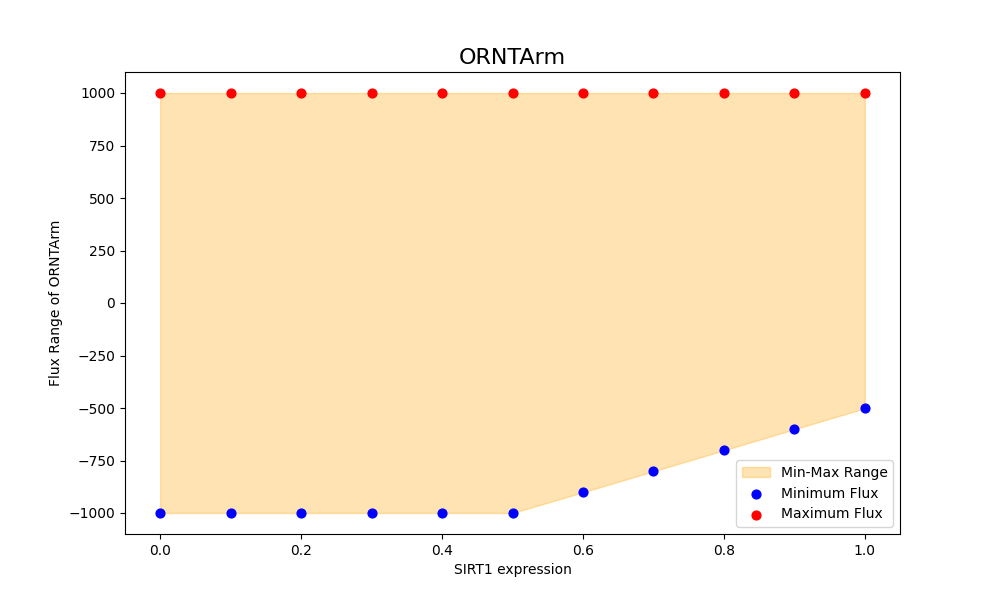 ORNTArm
Flux Range of ORNTArm
1000
750
500
250
0
−250
−500
−750
−1000
0.0 0.2 0.4 0.6 0.8 1.0
SIRT1 expression
Min-Max Range
Minimum Flux
Maximum Flux